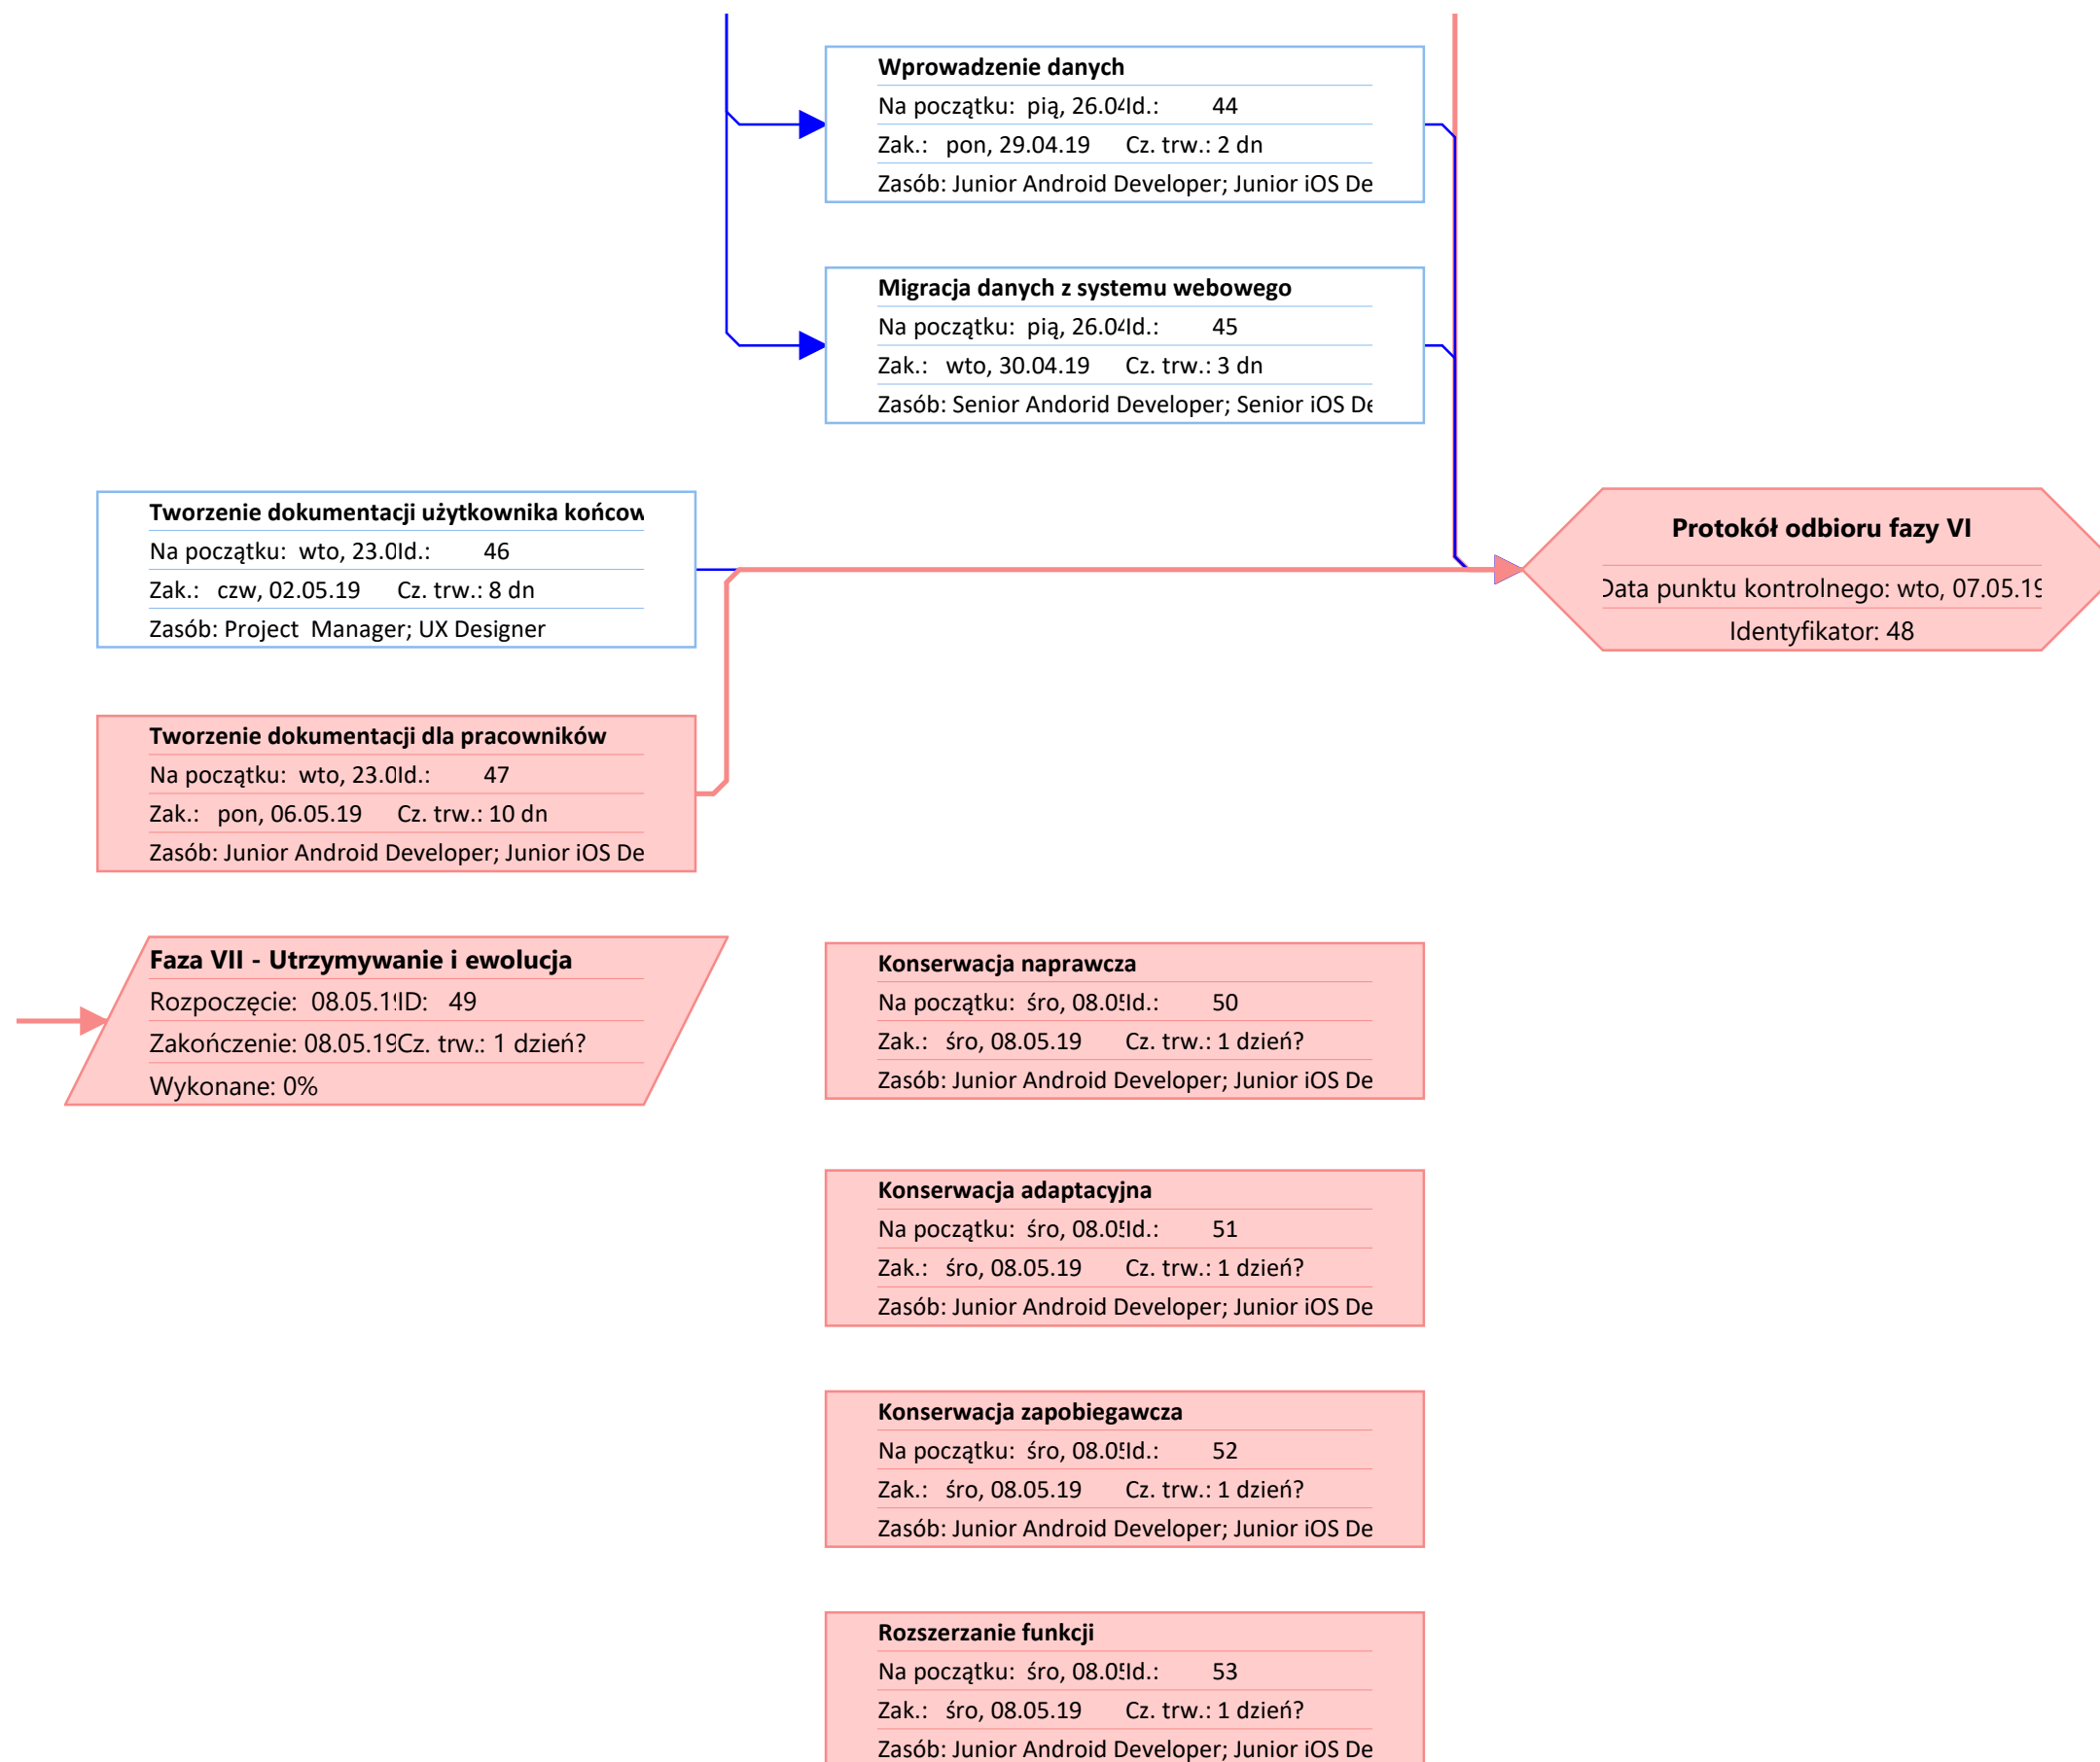 Wprowadzenie danych
Na początku: pią, 26.04 Id.: 44
Zak.: pon, 29.04.19 Cz. trw.: 2 dn
Zasób: Junior Android Developer; Junior iOS De
Migracja danych z systemu webowego
Na początku: pią, 26.04 Id.: 45
Zak.: wto, 30.04.19 Cz. trw.: 3 dn
Zasób: Senior Andorid Developer; Senior iOS De
Tworzenie dokumentacji użytkownika końcow
Na początku: wto, 23.0 Id.: 46
Zak.: czw, 02.05.19 Cz. trw.: 8 dn
Zasób: Project Manager; UX Designer
Protokół odbioru fazy VI
Data punktu kontrolnego: wto, 07.05.19
Identyfikator: 48
Tworzenie dokumentacji dla pracowników
Na początku: wto, 23.0 Id.: 47
Zak.: pon, 06.05.19 Cz. trw.: 10 dn
Zasób: Junior Android Developer; Junior iOS De
Faza VII - Utrzymywanie i ewolucja
Rozpoczęcie: 08.05.19 ID: 49
Zakończenie: 08.05.19 Cz. trw.: 1 dzień?
Wykonane: 0%
Konserwacja naprawcza
Na początku: śro, 08.05 Id.: 50
Zak.: śro, 08.05.19 Cz. trw.: 1 dzień?
Zasób: Junior Android Developer; Junior iOS De
Konserwacja adaptacyjna
Na początku: śro, 08.05 Id.: 51
Zak.: śro, 08.05.19 Cz. trw.: 1 dzień?
Zasób: Junior Android Developer; Junior iOS De
Konserwacja zapobiegawcza
Na początku: śro, 08.05 Id.: 52
Zak.: śro, 08.05.19 Cz. trw.: 1 dzień?
Zasób: Junior Android Developer; Junior iOS De
Rozszerzanie funkcji
Na początku: śro, 08.05 Id.: 53
Zak.: śro, 08.05.19 Cz. trw.: 1 dzień?
Zasób: Junior Android Developer; Junior iOS De